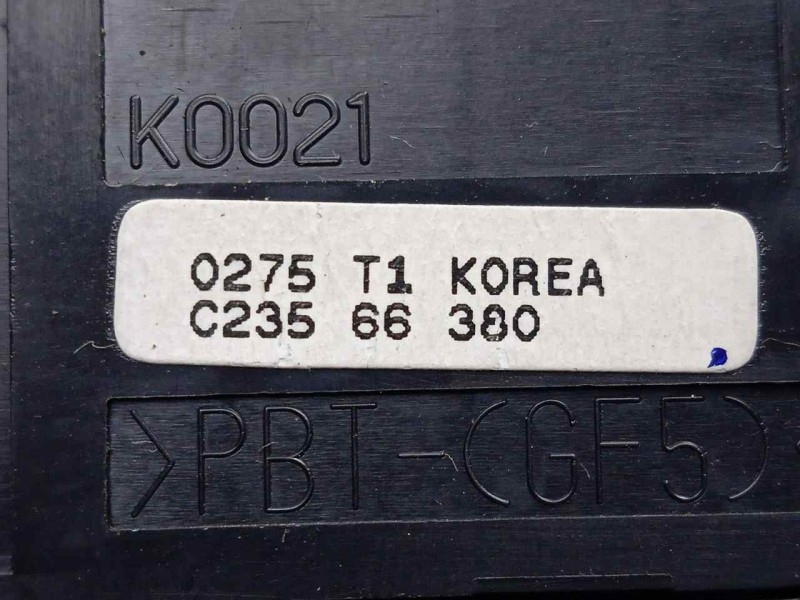 K0021
0275 T1 KOREA
C235 66 380
>PBT-(GF5)